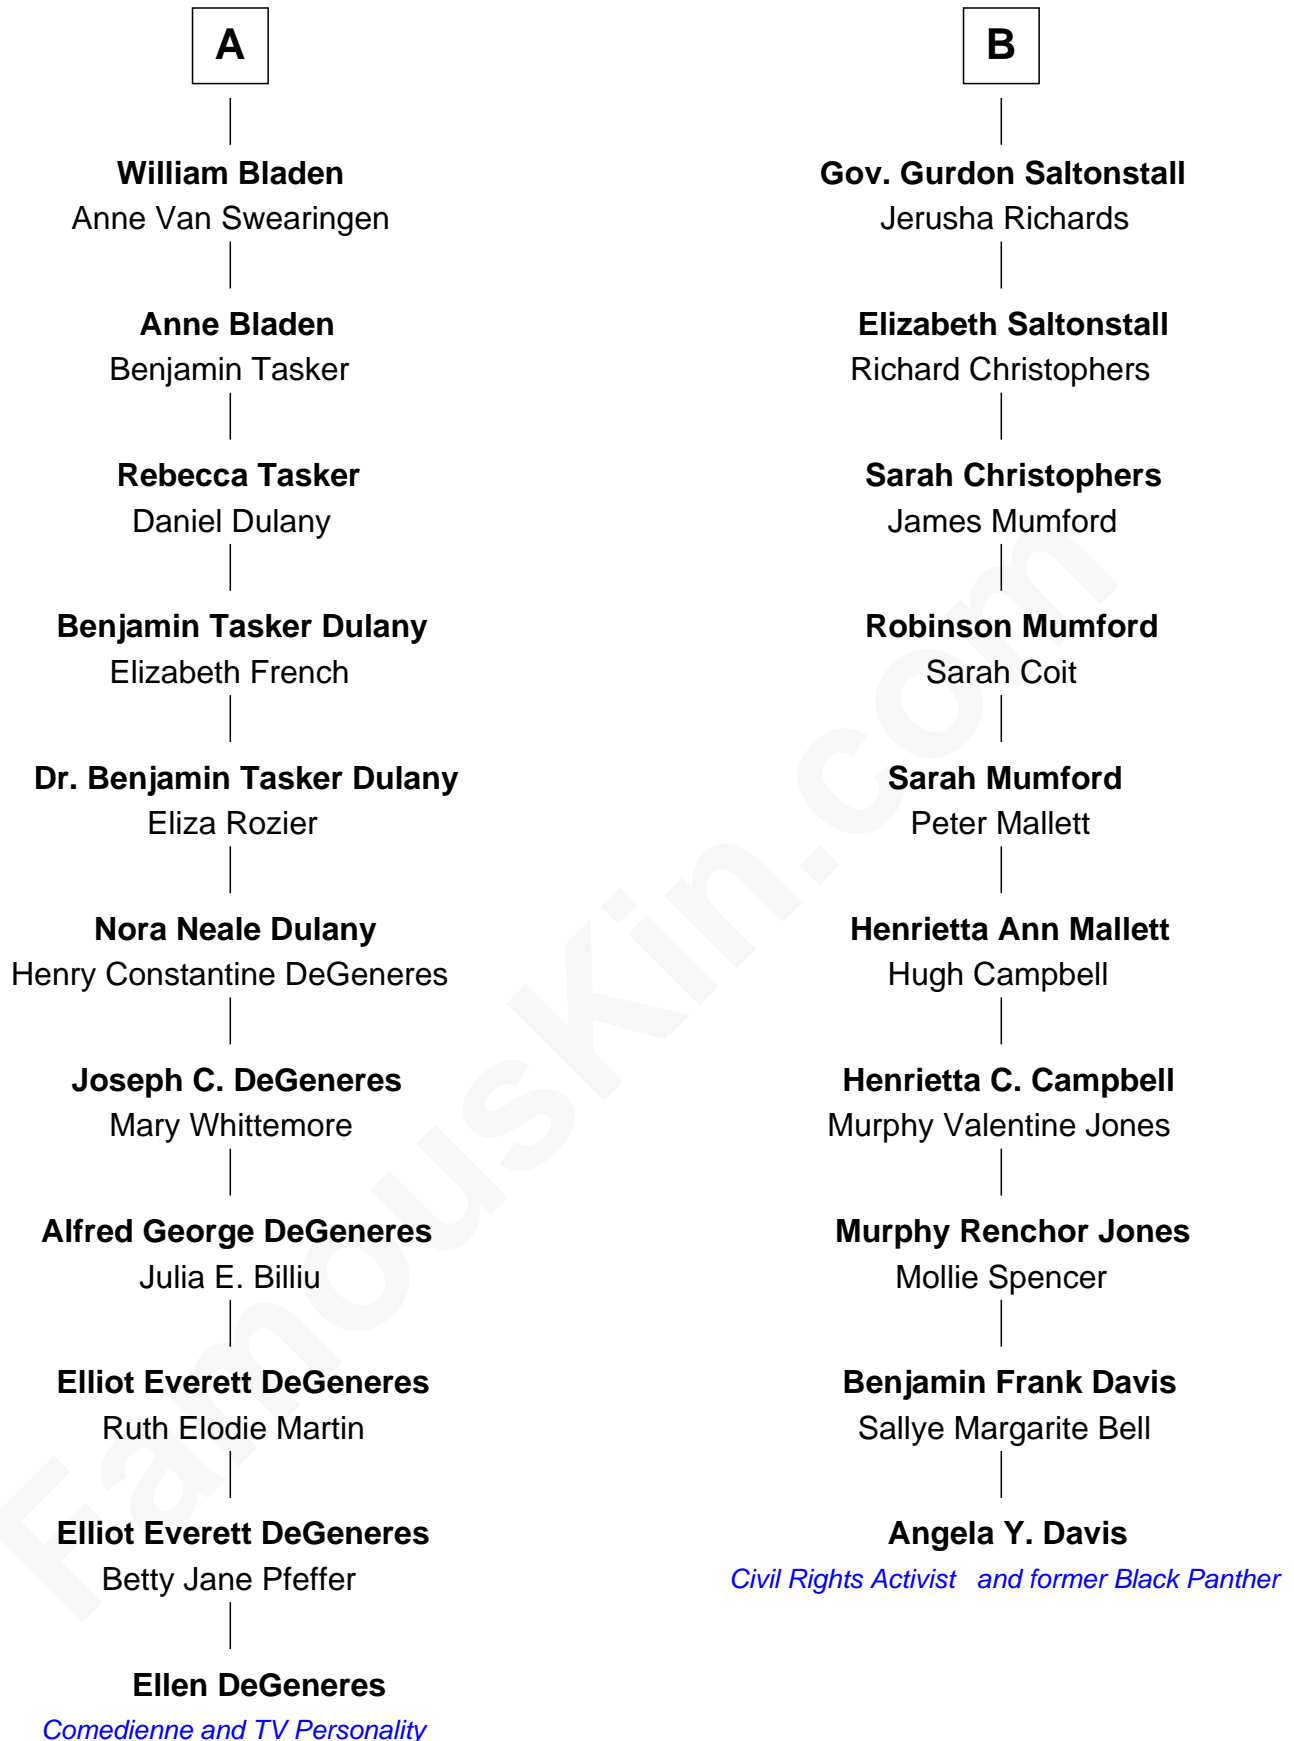 A
William Bladen
Anne Van Swearingen
Anne Bladen
Benjamin Tasker
Rebecca Tasker
Daniel Dulany
Benjamin Tasker Dulany
Elizabeth French
Dr. Benjamin Tasker Dulany
Eliza Rozier
Nora Neale Dulany
Henry Constantine DeGeneres
Joseph C. DeGeneres
Mary Whittemore
Alfred George DeGeneres
Julia E. Billiu
Elliot Everett DeGeneres
Ruth Elodie Martin
Elliot Everett DeGeneres
Betty Jane Pfeffer
Ellen DeGeneres
Comedienne and TV Personality
B
Gov. Gurdon Saltonstall
Jerusha Richards
Elizabeth Saltonstall
Richard Christophers
Sarah Christophers
James Mumford
Robinson Mumford
Sarah Coit
Sarah Mumford
Peter Mallett
Henrietta Ann Mallett
Hugh Campbell
Henrietta C. Campbell
Murphy Valentine Jones
Murphy Renchor Jones
Mollie Spencer
Benjamin Frank Davis
Sallye Margarite Bell
Angela Y. Davis
Civil Rights Activist and former Black Panther
FamousKin.com